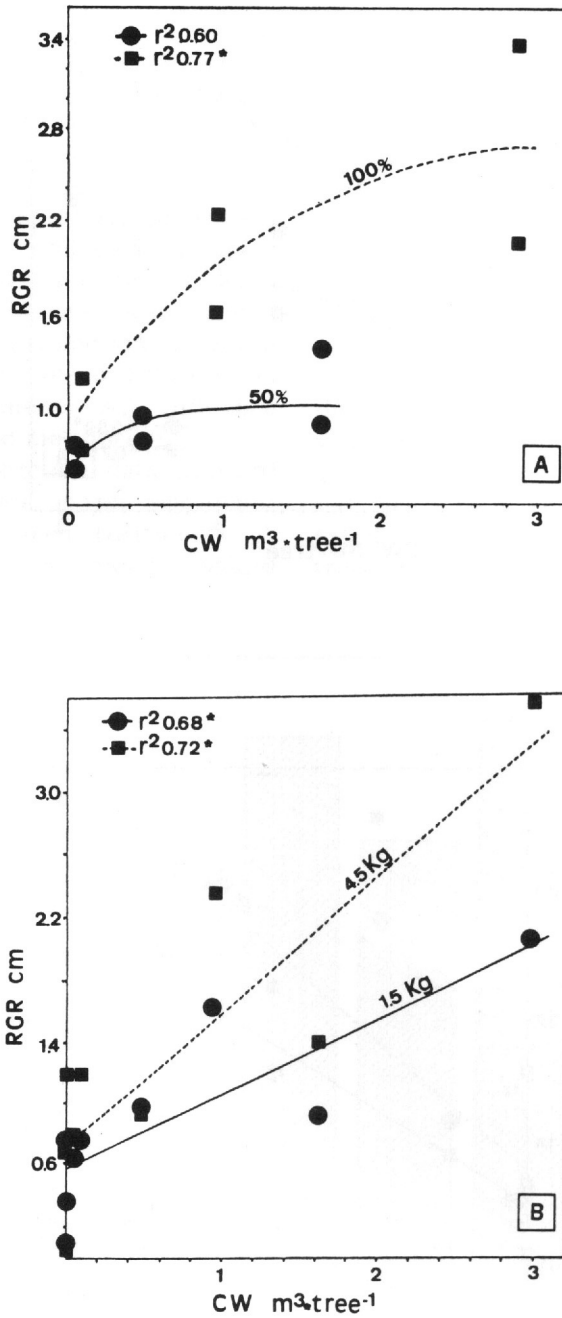 r² 0.60
r² 0.77*
3.4
2.8
2.2
1.6
1.0
RGR cm
100%
50%
A
0 1 2 3
CW m³*tree⁻¹
r² 0.68*
r² 0.72*
3.0
2.2
1.4
0.6
RGR cm
4.5 Kg
1.5 Kg
B
1 2 3
CW m³*tree⁻¹